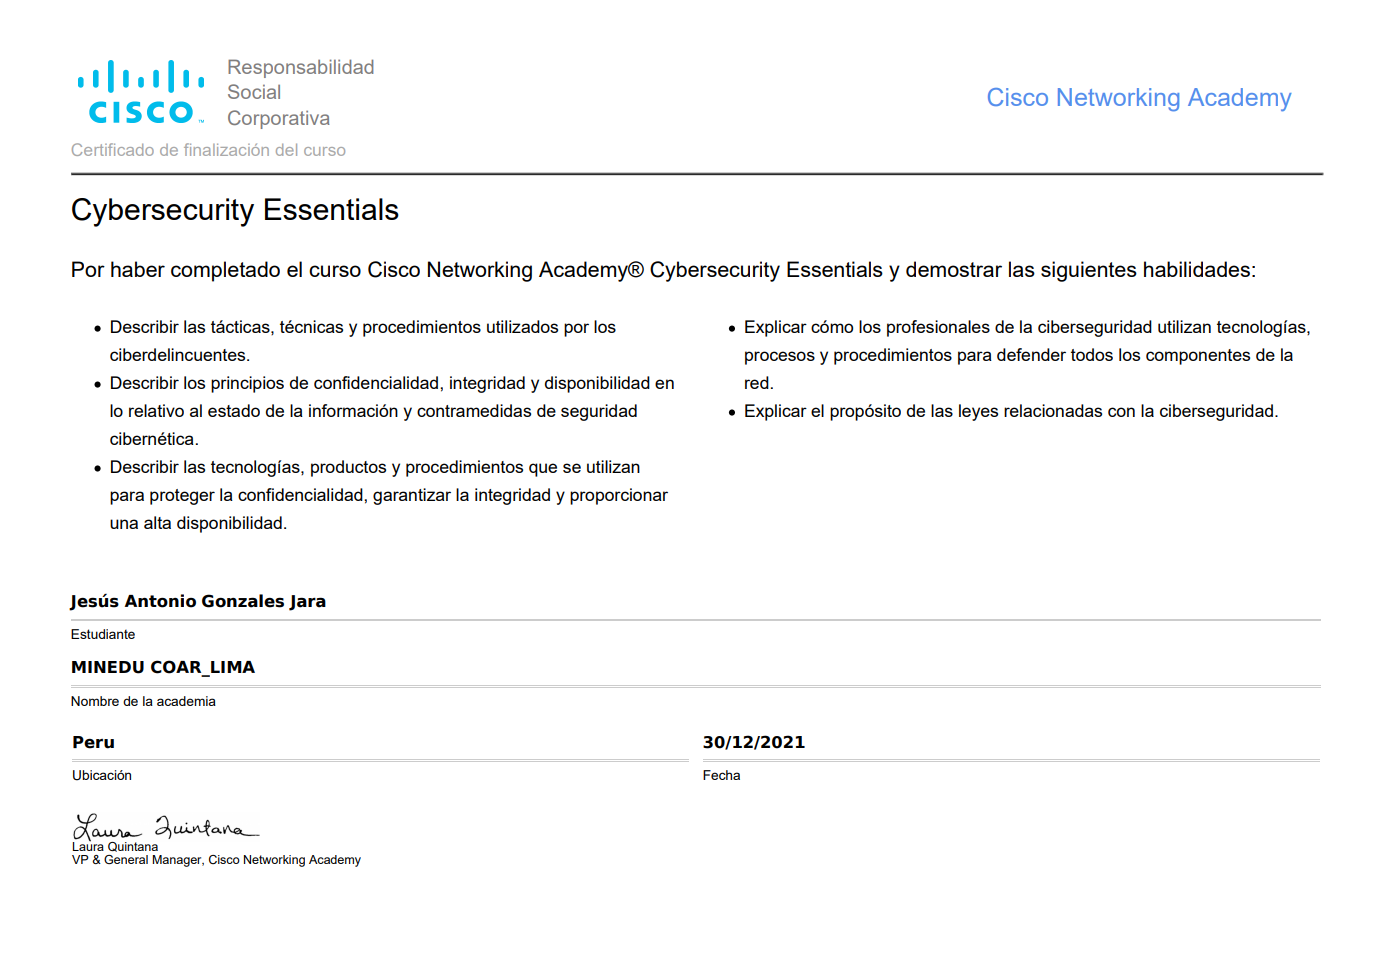 CISCO
Responsabilidad
Social
Corporativa
Cisco Networking Academy
Certificado de finalización del curso
Cybersecurity Essentials
Por haber completado el curso Cisco Networking Academy® Cybersecurity Essentials y demostrar las siguientes habilidades:
• Describir las tácticas, técnicas y procedimientos utilizados por los
ciberdelincuentes.
• Describir los principios de confidencialidad, integridad y disponibilidad en
lo relativo al estado de la información y contramedidas de seguridad
cibernética.
• Describir las tecnologías, productos y procedimientos que se utilizan
para proteger la confidencialidad, garantizar la integridad y proporcionar
una alta disponibilidad.
• Explicar cómo los profesionales de la ciberseguridad utilizan tecnologías,
procesos y procedimientos para defender todos los componentes de la
red.
• Explicar el propósito de las leyes relacionadas con la ciberseguridad.
Jesús Antonio Gonzales Jara
Estudiante
MINEDU COAR_LIMA
Nombre de la academia
Peru
Ubicación
30/12/2021
Fecha
Laura Quintana
Laura Quintana
VP & General Manager, Cisco Networking Academy